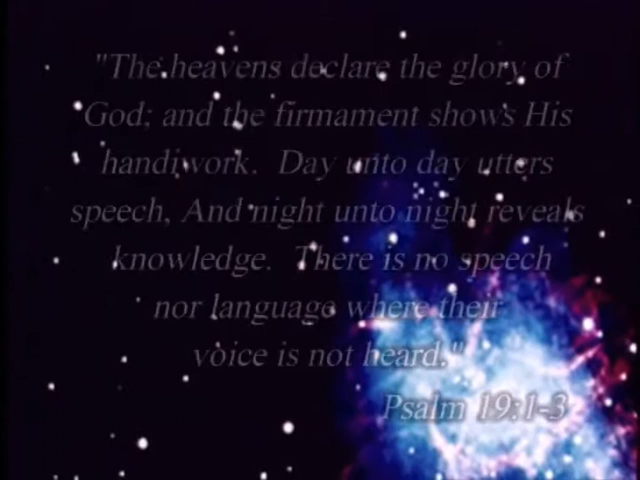 "The heavens declare the glory of
God; and the firmament shows His
handiwork.  Day unto day utters
speech, And night unto night reveals
knowledge.  There is no speech
nor language where their
voice is not heard."
Psalm 19:1-3